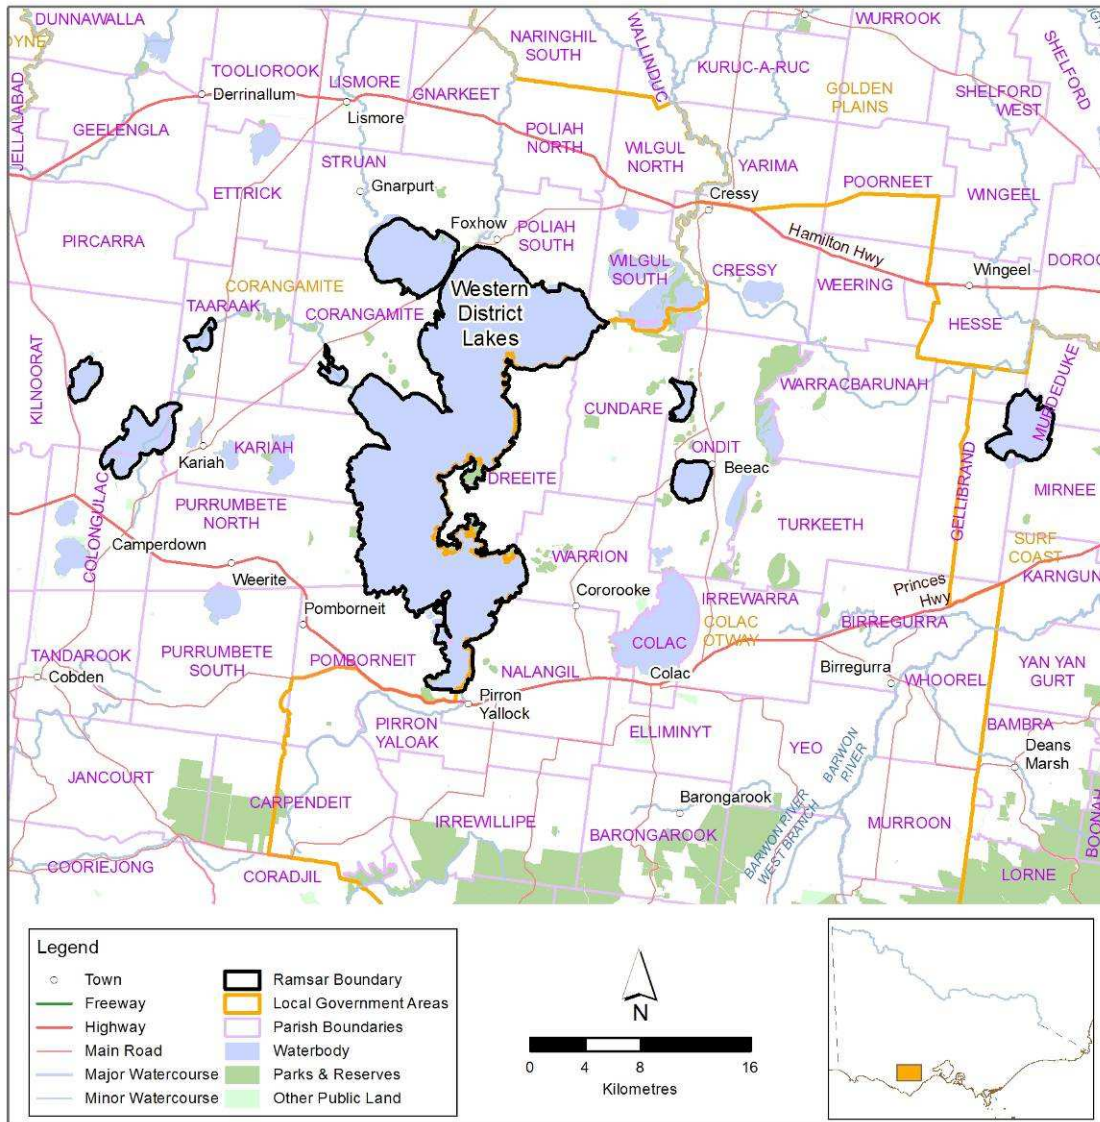 DUNNAWALLA
WURROOK
NARINGHIL
SOUTH
WALLINDUC
KURUC-A-RUC
SHELFORD
TOOLIOROOK
LISMORE
GNARKEET
GOLDEN
PLAINS
SHELFORD
WEST
Derrinallum
Lismore
JELLALABAD
GEELENGLA
POLIAH
NORTH
WILGUL
NORTH
YARIMA
STRUAN
Gnarpurt
ETTRICK
POORNEET
WINGEEL
Cressy
Foxhow
POLIAH
SOUTH
PIRCARRA
Hamilton Hwy
WILGUL
SOUTH
CRESSY
Wingeel
WEERING
CORANGAMITE
TAARAAK
CORANGAMITE
Western
District
Lakes
HESSE
KILNOORAT
WARRACBARUNAH
MURDEDUKE
CUNDARE
ONDIT
Beeac
KARIAH
Kariah
DREEITE
GELLIBRAND
MIRNEE
COLONGULAC
PURRUMBETE
NORTH
TURKEETH
Camperdown
SURF
COAST
WARRION
Weerite
KARNGUN
Princes
Hwy
Cororooke
IRREWARRA
Pomborneit
COLAC
OTWAY
BIRREGURRA
COLAC
TANDAROOK
PURRUMBETE
SOUTH
POMBORNEIT
NALANGIL
Colac
Birregurra
YAN YAN
GURT
Cobden
WHOOREL
Pirron
Yallock
PIRRON
YALOAK
ELLIMINYT
YEO
BAMBRA
Deans
Marsh
BARWON
RIVER
JANCOURT
CARPENDEIT
Barongarook
IRREWILLIPE
BARONGAROOK
BARWON RIVER
WEST BRANCH
MURROON
BOONAH
COORIEJONG
CORADJIL
LORNE
Legend
Town
Freeway
Highway
Main Road
Major Watercourse
Minor Watercourse
Ramsar Boundary
Local Government Areas
Parish Boundaries
Waterbody
Parks & Reserves
Other Public Land
N
0 4 8 16
Kilometres